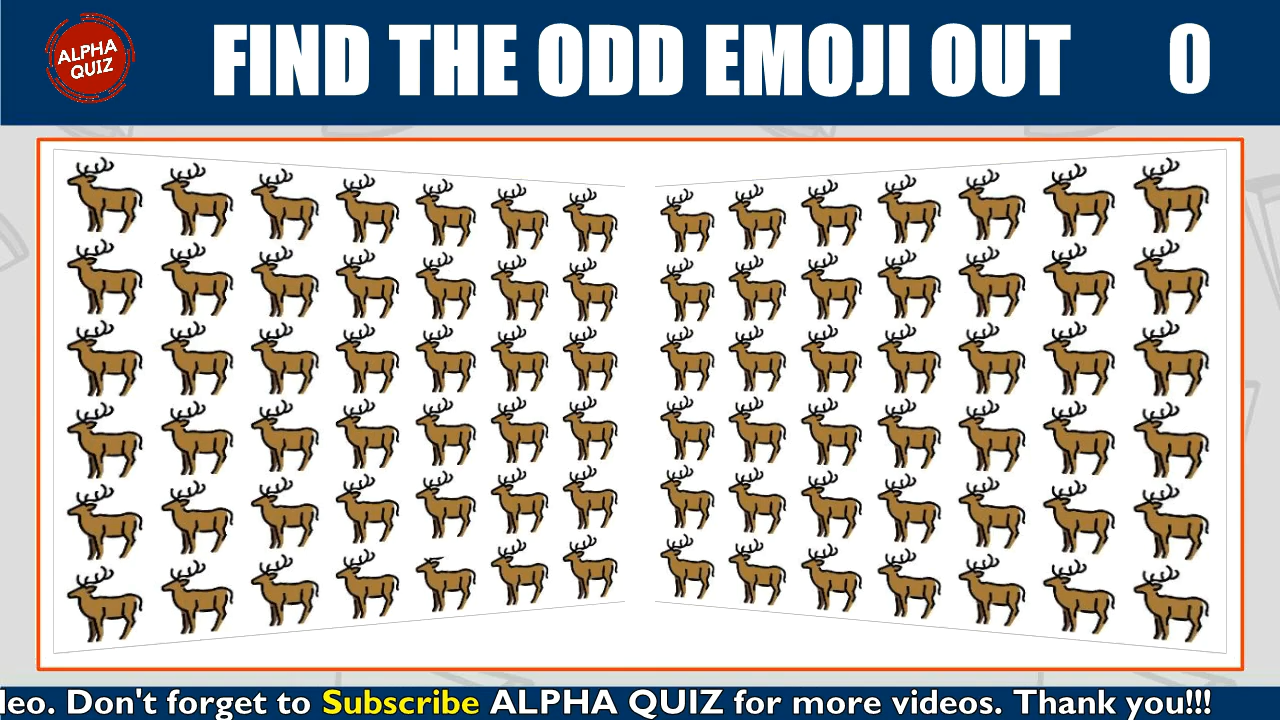 ALPHA
QUIZ
FIND THE ODD EMOJI OUT
0
leo. Don't forget to Subscribe ALPHA QUIZ for more videos. Thank you!!!